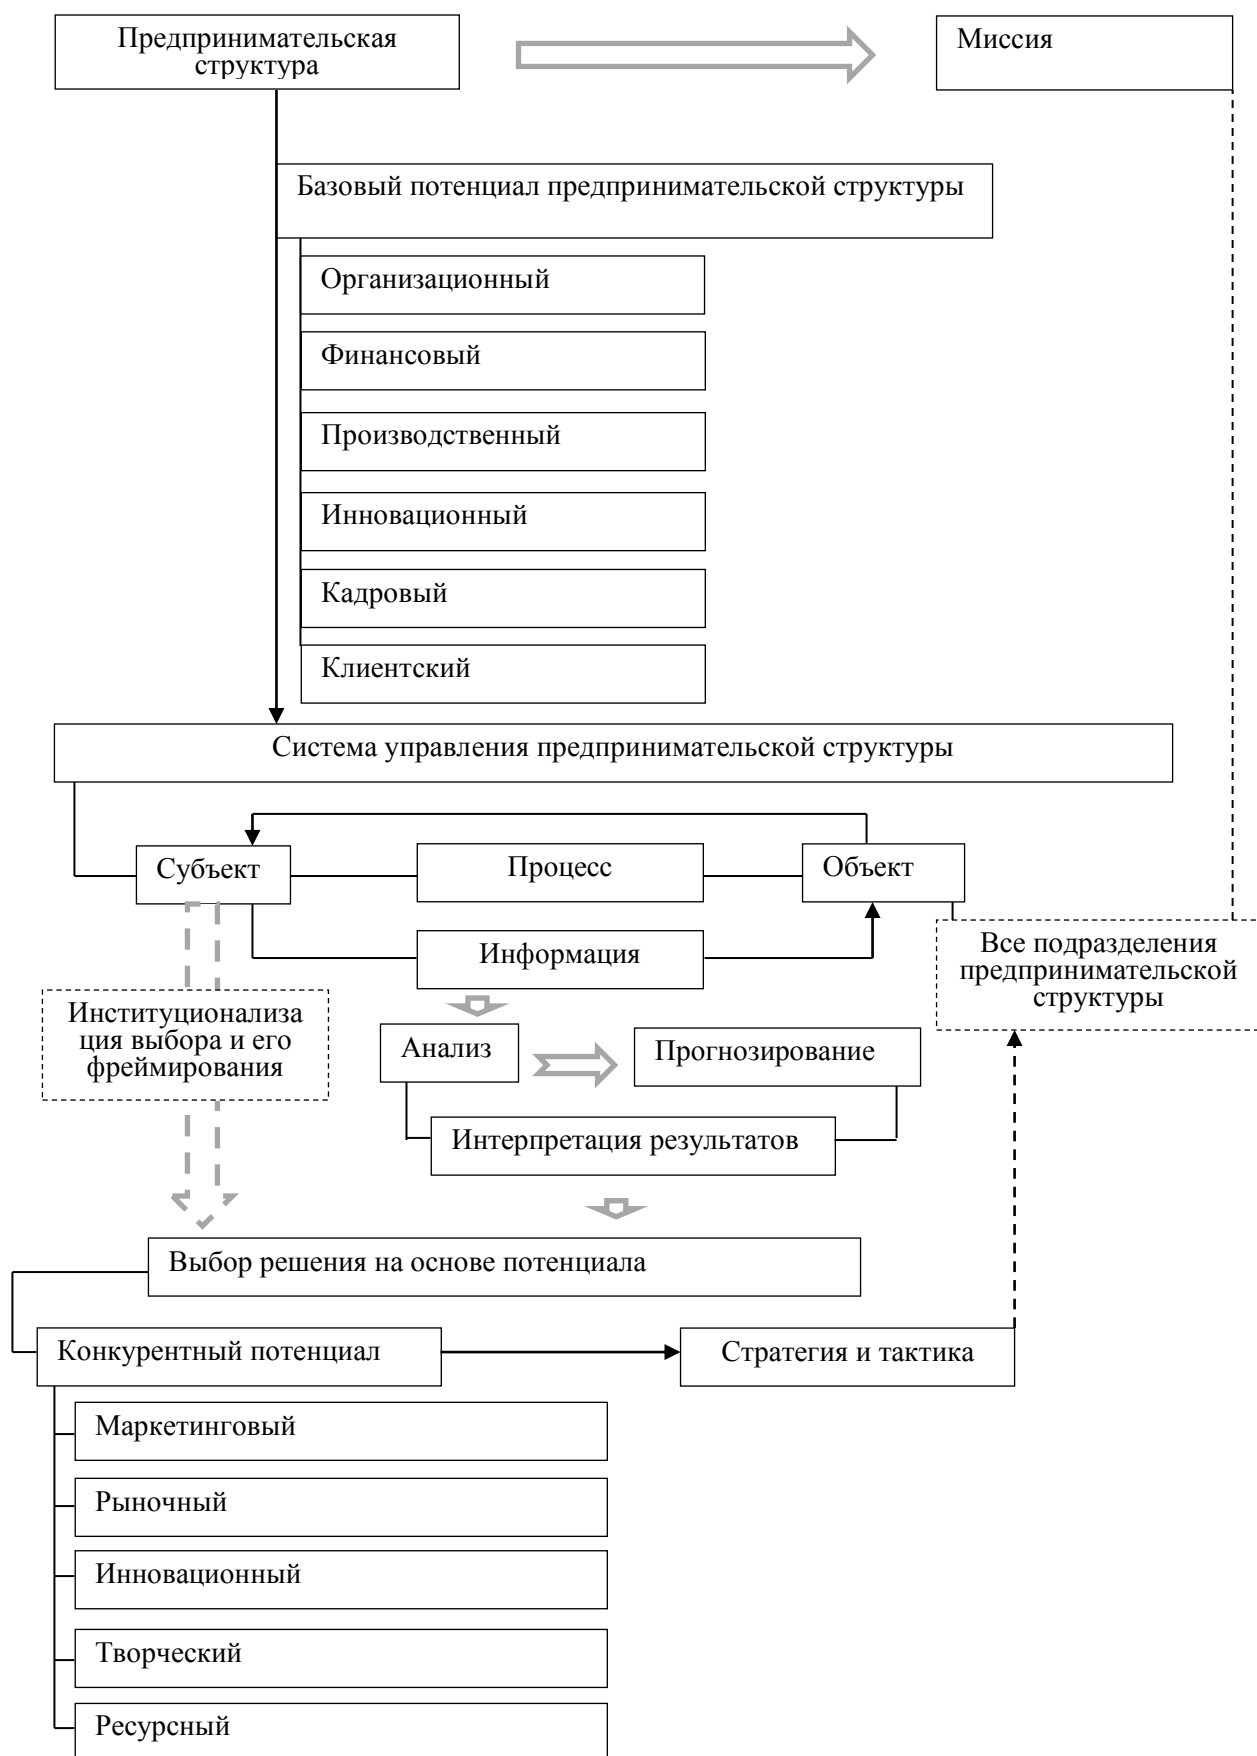 Предпринимательская
структура
Миссия
Базовый потенциал предпринимательской структуры
Организационный
Финансовый
Производственный
Инновационный
Кадровый
Клиентский
Система управления предпринимательской структуры
Субъект
Процесс
Объект
Информация
Все подразделения
предпринимательской
структуры
Институционализа
ция выбора и его
фреймирования
Анализ
Прогнозирование
Интерпретация результатов
Выбор решения на основе потенциала
Конкурентный потенциал
Стратегия и тактика
Маркетинговый
Рыночный
Инновационный
Творческий
Ресурсный